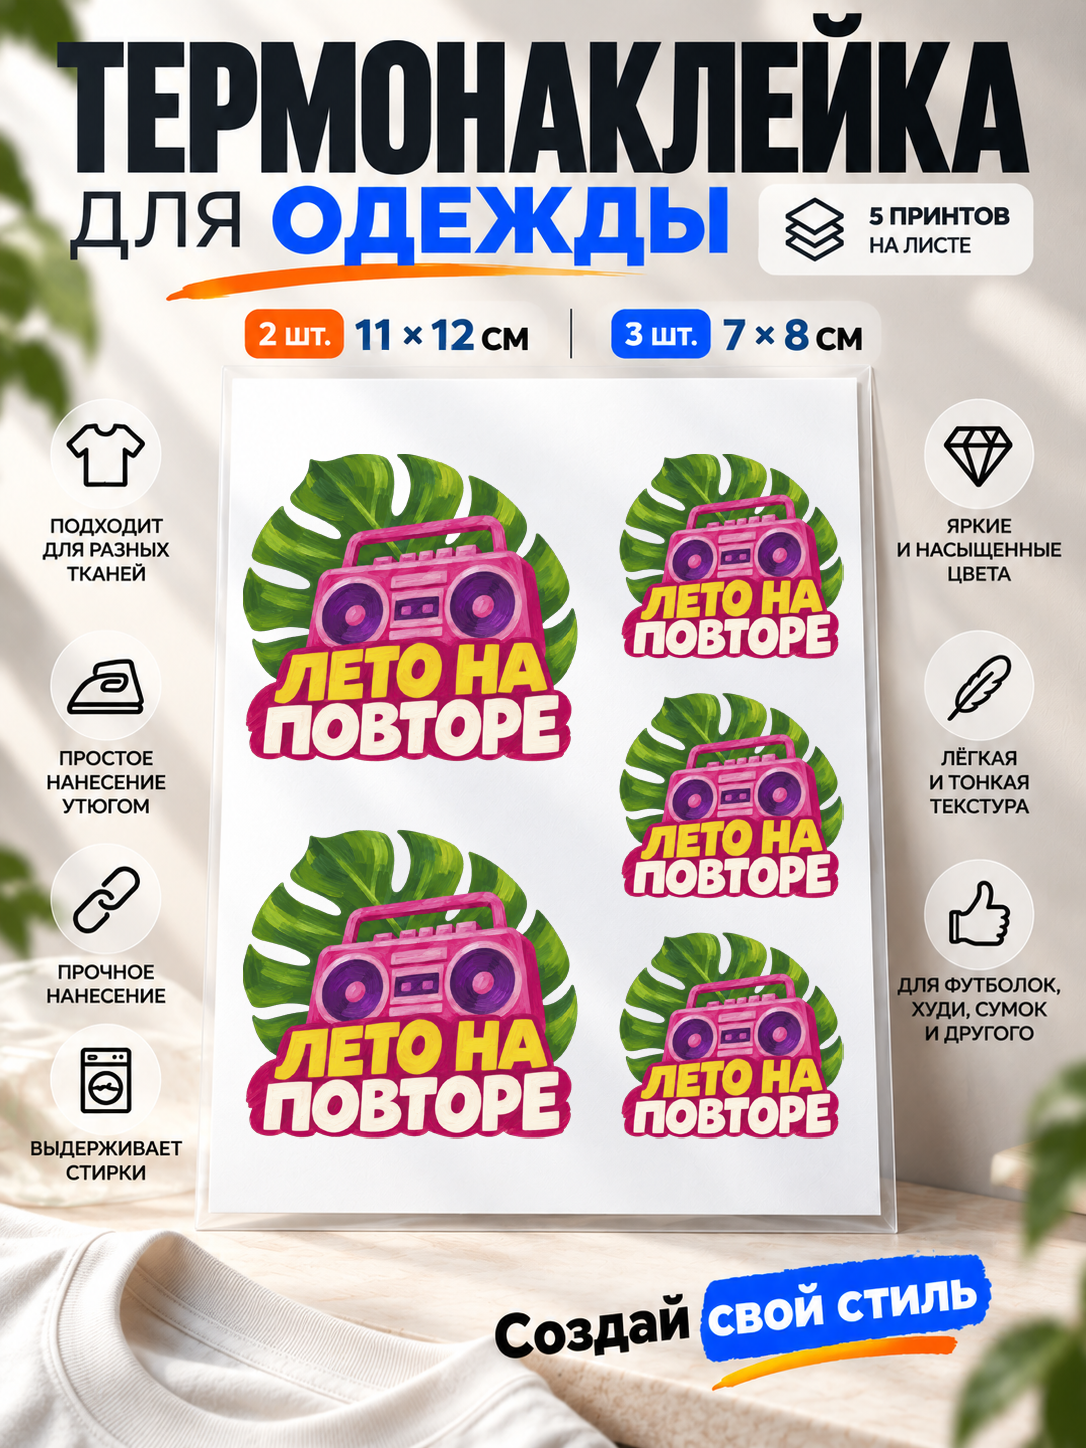 ТЕРМОНАКЛЕЙКА
ДЛЯ ОДЕЖДЫ
5 ПРИНТОВ
НА ЛИСТЕ
2 шт. 11 × 12 см
3 шт. 7 × 8 см
ПОДХОДИТ
ДЛЯ РАЗНЫХ
ТКАНЕЙ
ПРОСТОЕ
НАНЕСЕНИЕ
УТЮГОМ
ПРОЧНОЕ
НАНЕСЕНИЕ
ВЫДЕРЖИВАЕТ
СТИРКИ
ЛЕТО НА
ПОВТОРЕ
ЛЕТО НА
ПОВТОРЕ
ЛЕТО НА
ПОВТОРЕ
ЛЕТО НА
ПОВТОРЕ
ЛЕТО НА
ПОВТОРЕ
ЯРКИЕ
И НАСЫЩЕННЫЕ
ЦВЕТА
ЛЁГКАЯ
И ТОНКАЯ
ТЕКСТУРА
ДЛЯ ФУТБОЛОК,
ХУДИ, СУМОК
И ДРУГОГО
Создай свой стиль